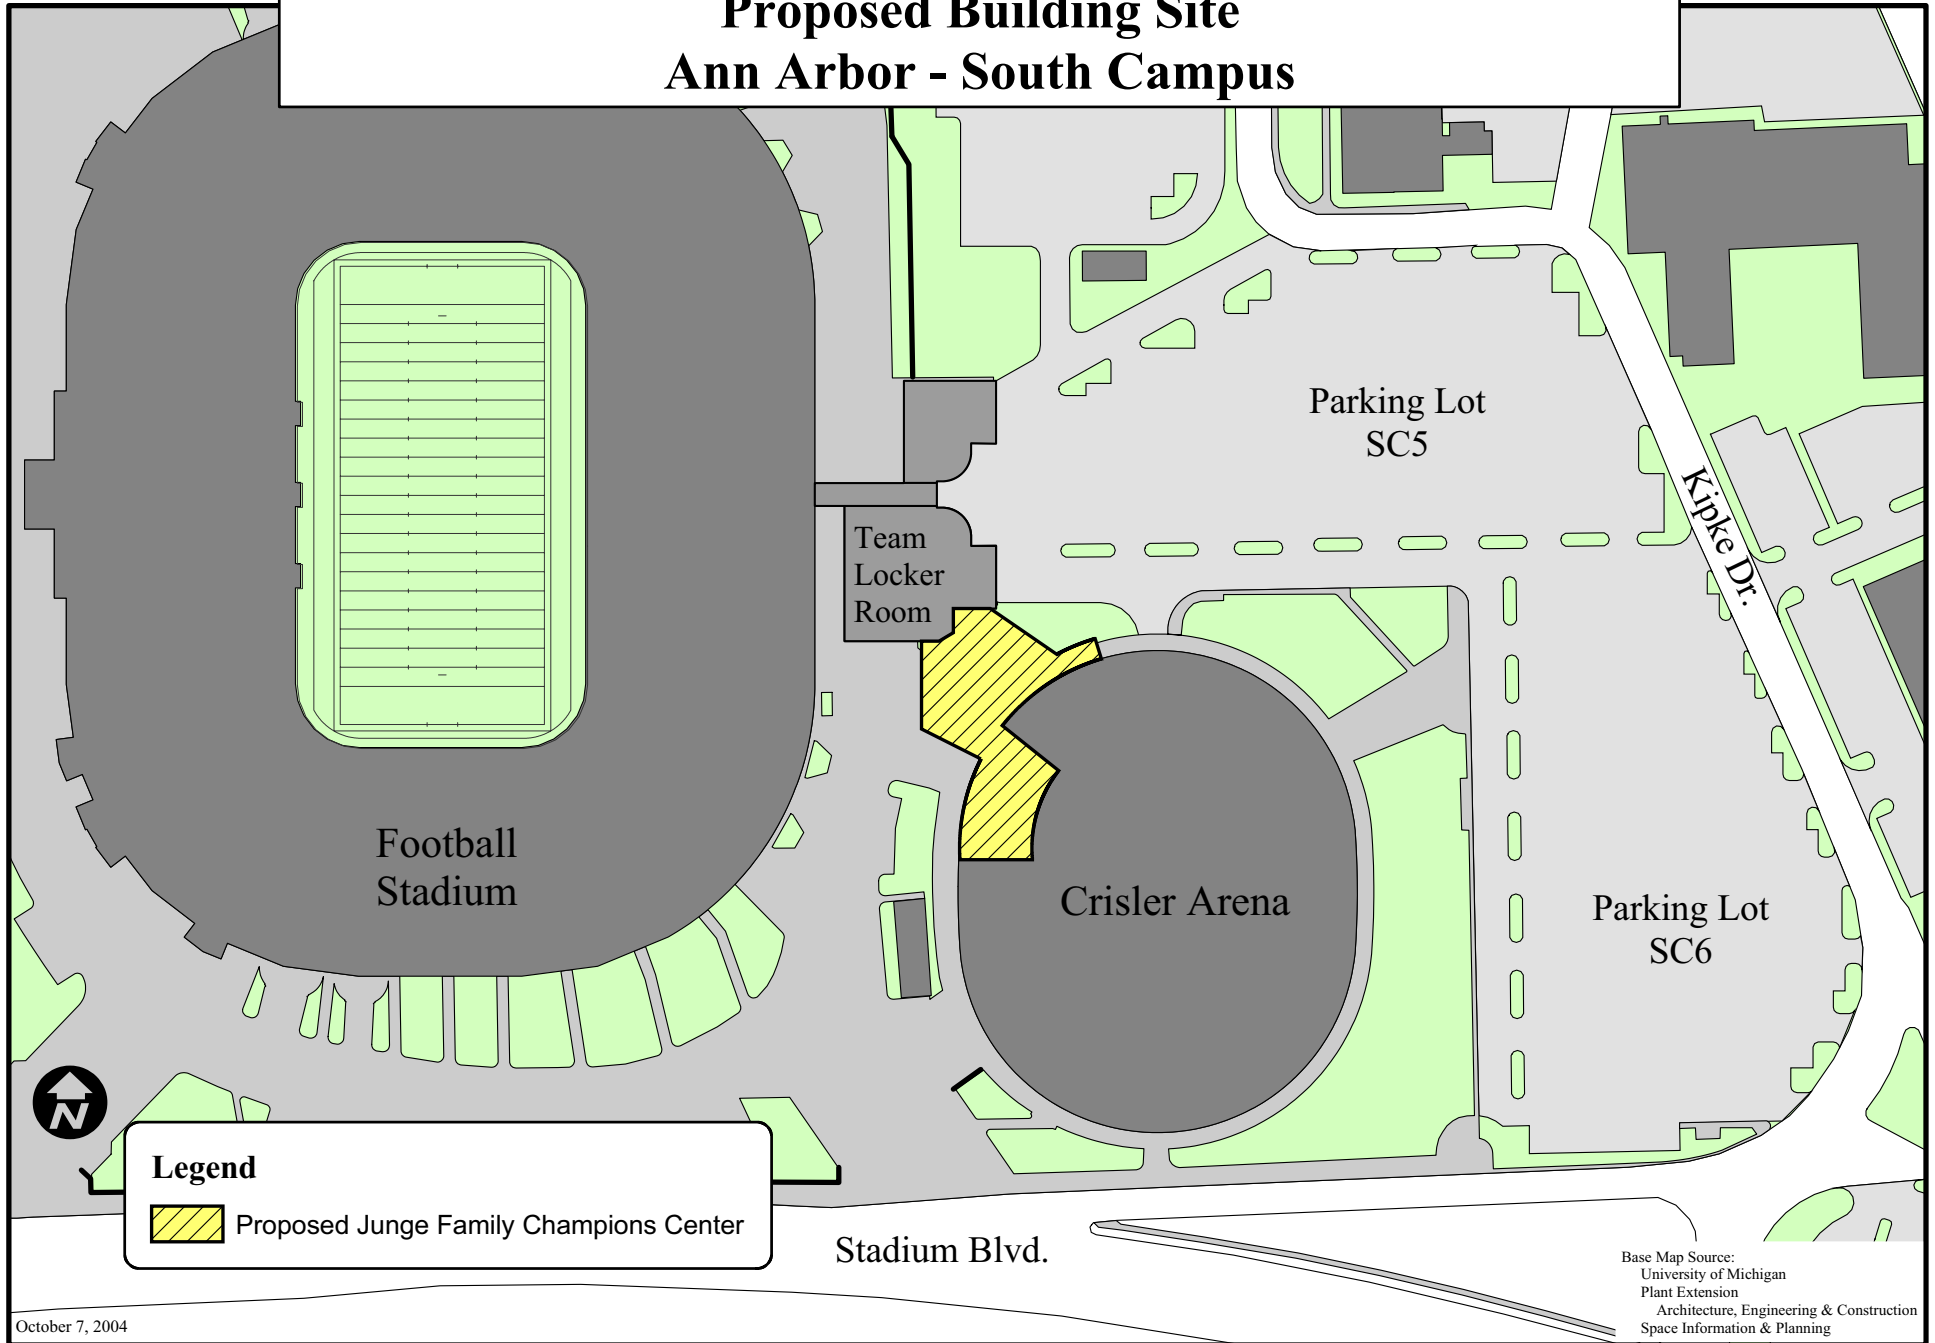 Proposed Building Site
Ann Arbor - South Campus
Parking Lot
SC5
Kipke Dr.
Team
Locker
Room
Football
Stadium
Crisler Arena
Parking Lot
SC6
N
Legend
Proposed Junge Family Champions Center
Stadium Blvd.
Base Map Source:
University of Michigan
Plant Extension
Architecture, Engineering & Construction
Space Information & Planning
October 7, 2004